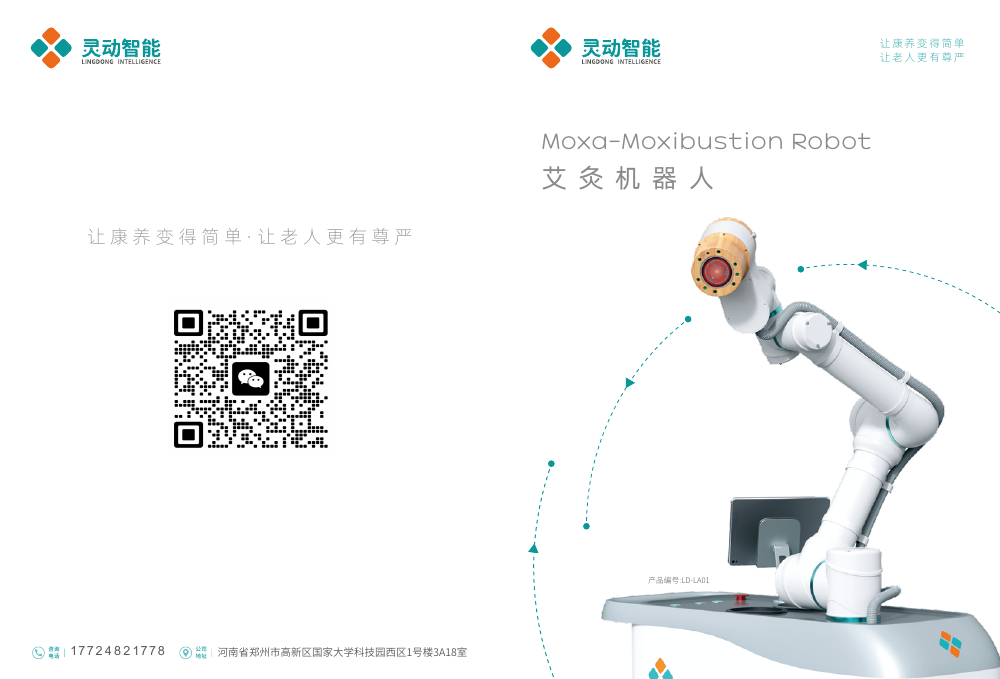 灵动智能
LINGDONG INTELLIGENCE
让康养变得简单·让老人更有尊严
咨询电话
17724821778
公司地址
河南省郑州市高新区国家大学科技园西区1号楼3A18室
灵动智能
LINGDONG INTELLIGENCE
让康养变得简单
让老人更有尊严
Moxa-Moxibustion Robot
艾灸机器人
产品编号:LD-LA01